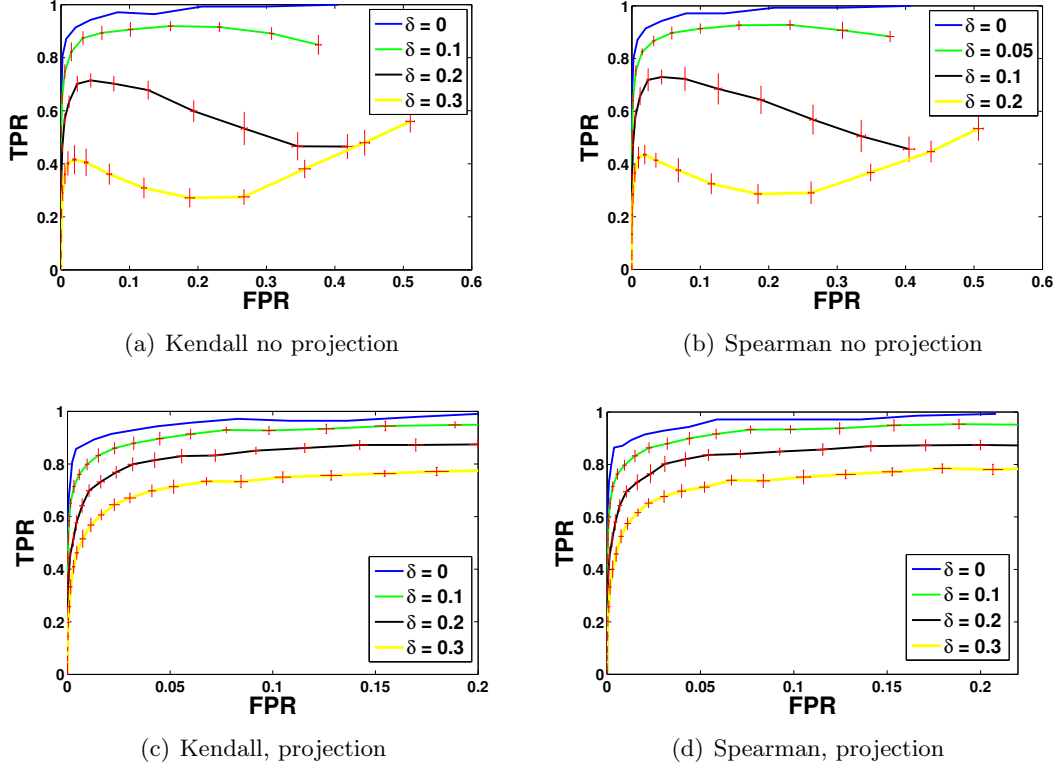 1
0.8
0.6
0.4
0.2
0
TPR
0 0.1 0.2 0.3 0.4 0.5 0.6
FPR
δ = 0
δ = 0.1
δ = 0.2
δ = 0.3
(a) Kendall no projection
1
0.8
0.6
0.4
0.2
0
TPR
0 0.1 0.2 0.3 0.4 0.5 0.6
FPR
δ = 0
δ = 0.05
δ = 0.1
δ = 0.2
(b) Spearman no projection
1
0.8
0.6
0.4
0.2
0
TPR
0 0.05 0.1 0.15 0.2
FPR
δ = 0
δ = 0.1
δ = 0.2
δ = 0.3
(c) Kendall, projection
1
0.8
0.6
0.4
0.2
0
TPR
0 0.05 0.1 0.15 0.2
FPR
δ = 0
δ = 0.1
δ = 0.2
δ = 0.3
(d) Spearman, projection